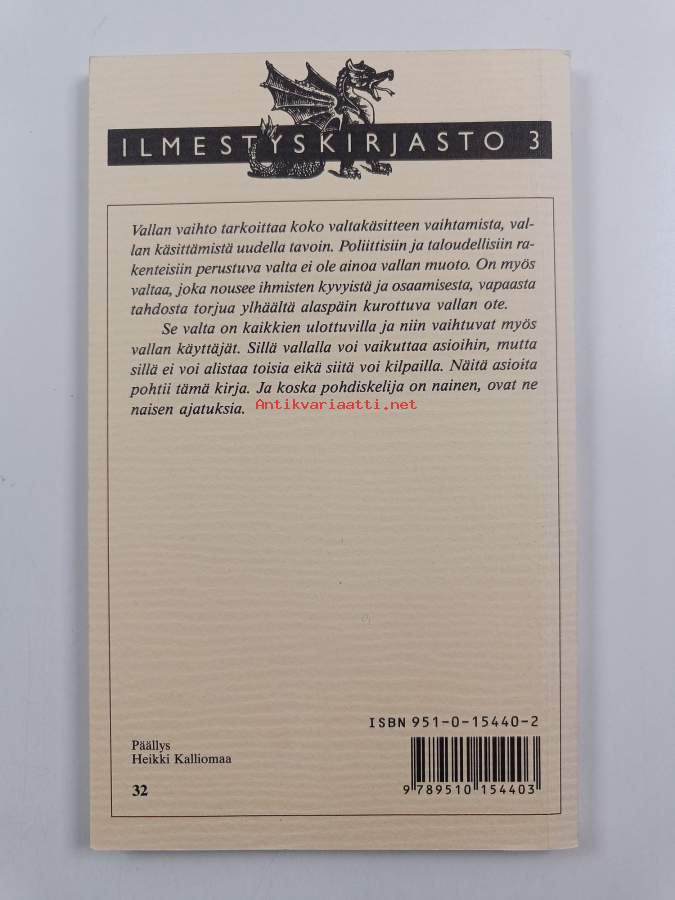 ILMESTYSKIRJASTO 3
Vallan vaihto tarkoittaa koko valtakäsitteen vaihtamista, val-
lan käsittämistä uudella tavoin. Poliittisiin ja taloudellisiin ra-
kenteisiin perustuva valta ei ole ainoa vallan muoto. On myös
valtaa, joka nousee ihmisten kyvyistä ja osaamisesta, vapaasta
tahdosta torjua ylhäältä alaspäin kurottuva vallan ote.
Se valta on kaikkien ulottuvilla ja niin vaihtuvat myös
vallan käyttäjät. Sillä vallalla voi vaikuttaa asioihin, mutta
sillä ei voi alistaa toisia eikä siitä voi kilpailla. Näitä asioita
pohtii tämä kirja. Ja koska pohdiskelija on nainen, ovat ne
naisen ajatuksia.
Antikvariaatti.net
ISBN 951-0-15440-2
Päällys
Heikki Kalliomaa
32
9 789510 154403